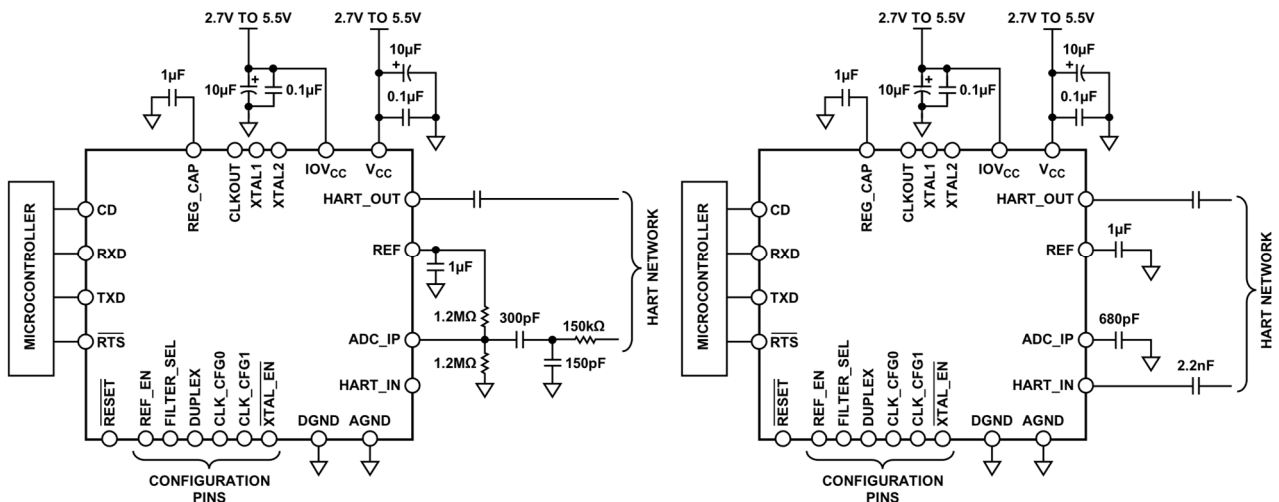 2.7V TO 5.5V
2.7V TO 5.5V
10µF
+
1µF
10µF
+
0.1µF
0.1µF
REG_CAP
CLKOUT
XTAL1
XTAL2
IOVCC
VCC
MICROCONTROLLER
CD
RXD
TXD
RTS
HART_OUT
REF
1µF
1.2MΩ
300pF
150kΩ
ADC_IP
1.2MΩ
150pF
HART_IN
HART NETWORK
RESET
REF_EN
FILTER_SEL
DUPLEX
CLK_CFG0
CLK_CFG1
XTAL_EN
DGND
AGND
CONFIGURATION
PINS
2.7V TO 5.5V
2.7V TO 5.5V
10µF
+
1µF
10µF
+
0.1µF
0.1µF
REG_CAP
CLKOUT
XTAL1
XTAL2
IOVCC
VCC
MICROCONTROLLER
CD
RXD
TXD
RTS
HART_OUT
REF
1µF
ADC_IP
680pF
HART_IN
2.2nF
HART NETWORK
RESET
REF_EN
FILTER_SEL
DUPLEX
CLK_CFG0
CLK_CFG1
XTAL_EN
DGND
AGND
CONFIGURATION
PINS